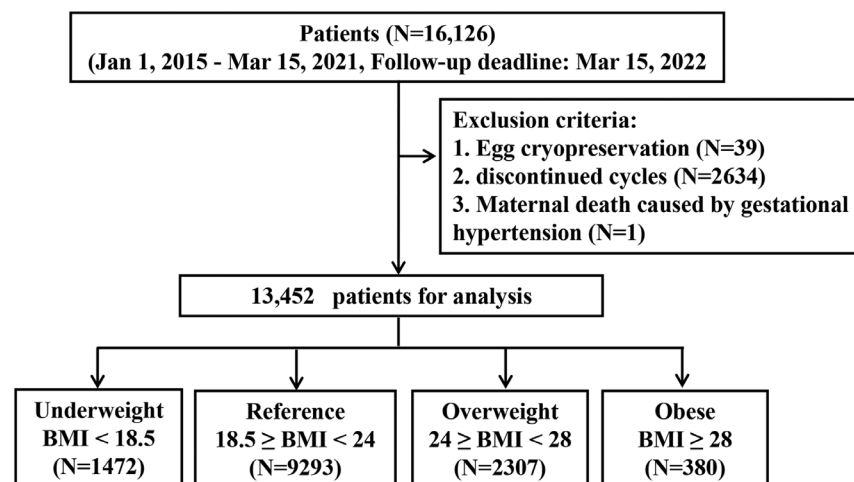 Patients (N=16,126)
(Jan 1, 2015 - Mar 15, 2021, Follow-up deadline: Mar 15, 2022
Exclusion criteria:
1. Egg cryopreservation (N=39)
2. discontinued cycles (N=2634)
3. Maternal death caused by gestational
hypertension (N=1)
13,452 patients for analysis
Underweight
BMI < 18.5
(N=1472)
Reference
18.5 ≥ BMI < 24
(N=9293)
Overweight
24 ≥ BMI < 28
(N=2307)
Obese
BMI ≥ 28
(N=380)